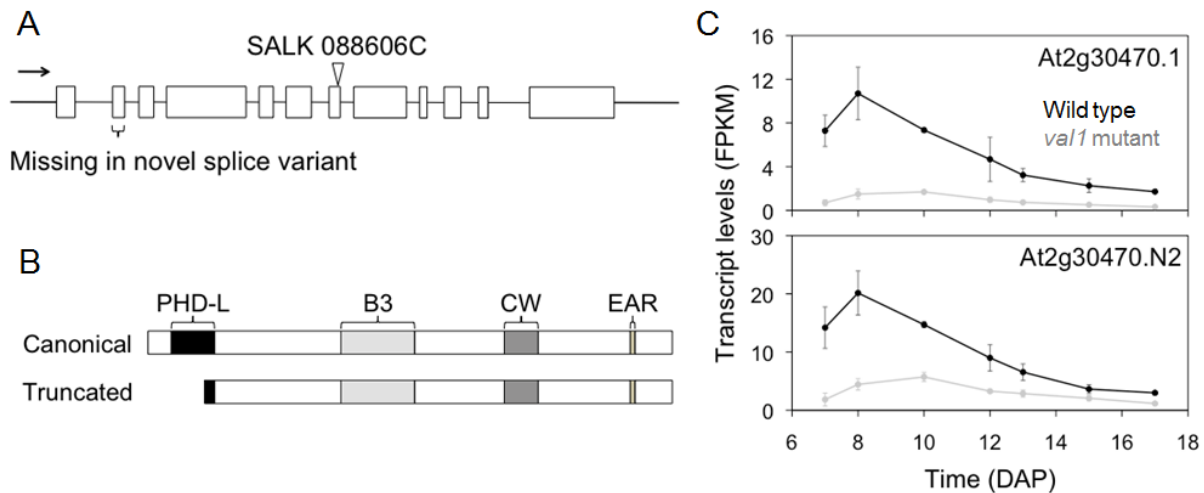 A
SALK 088606C
Missing in novel splice variant
B
PHD-L B3 CW EAR
Canonical
Truncated
C
Transcript levels (FPKM)
16
12
8
4
0
At2g30470.1
Wild type
val1 mutant
30
20
10
0
At2g30470.N2
6 8 10 12 14 16 18
Time (DAP)